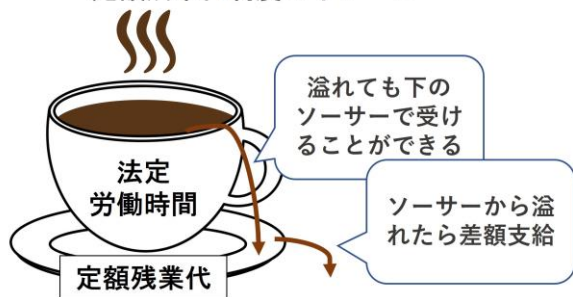 溢れても下の
ソーサーで受け
ることができる
法定
労働時間
ソーサーから溢
れたら差額支給
定額残業代